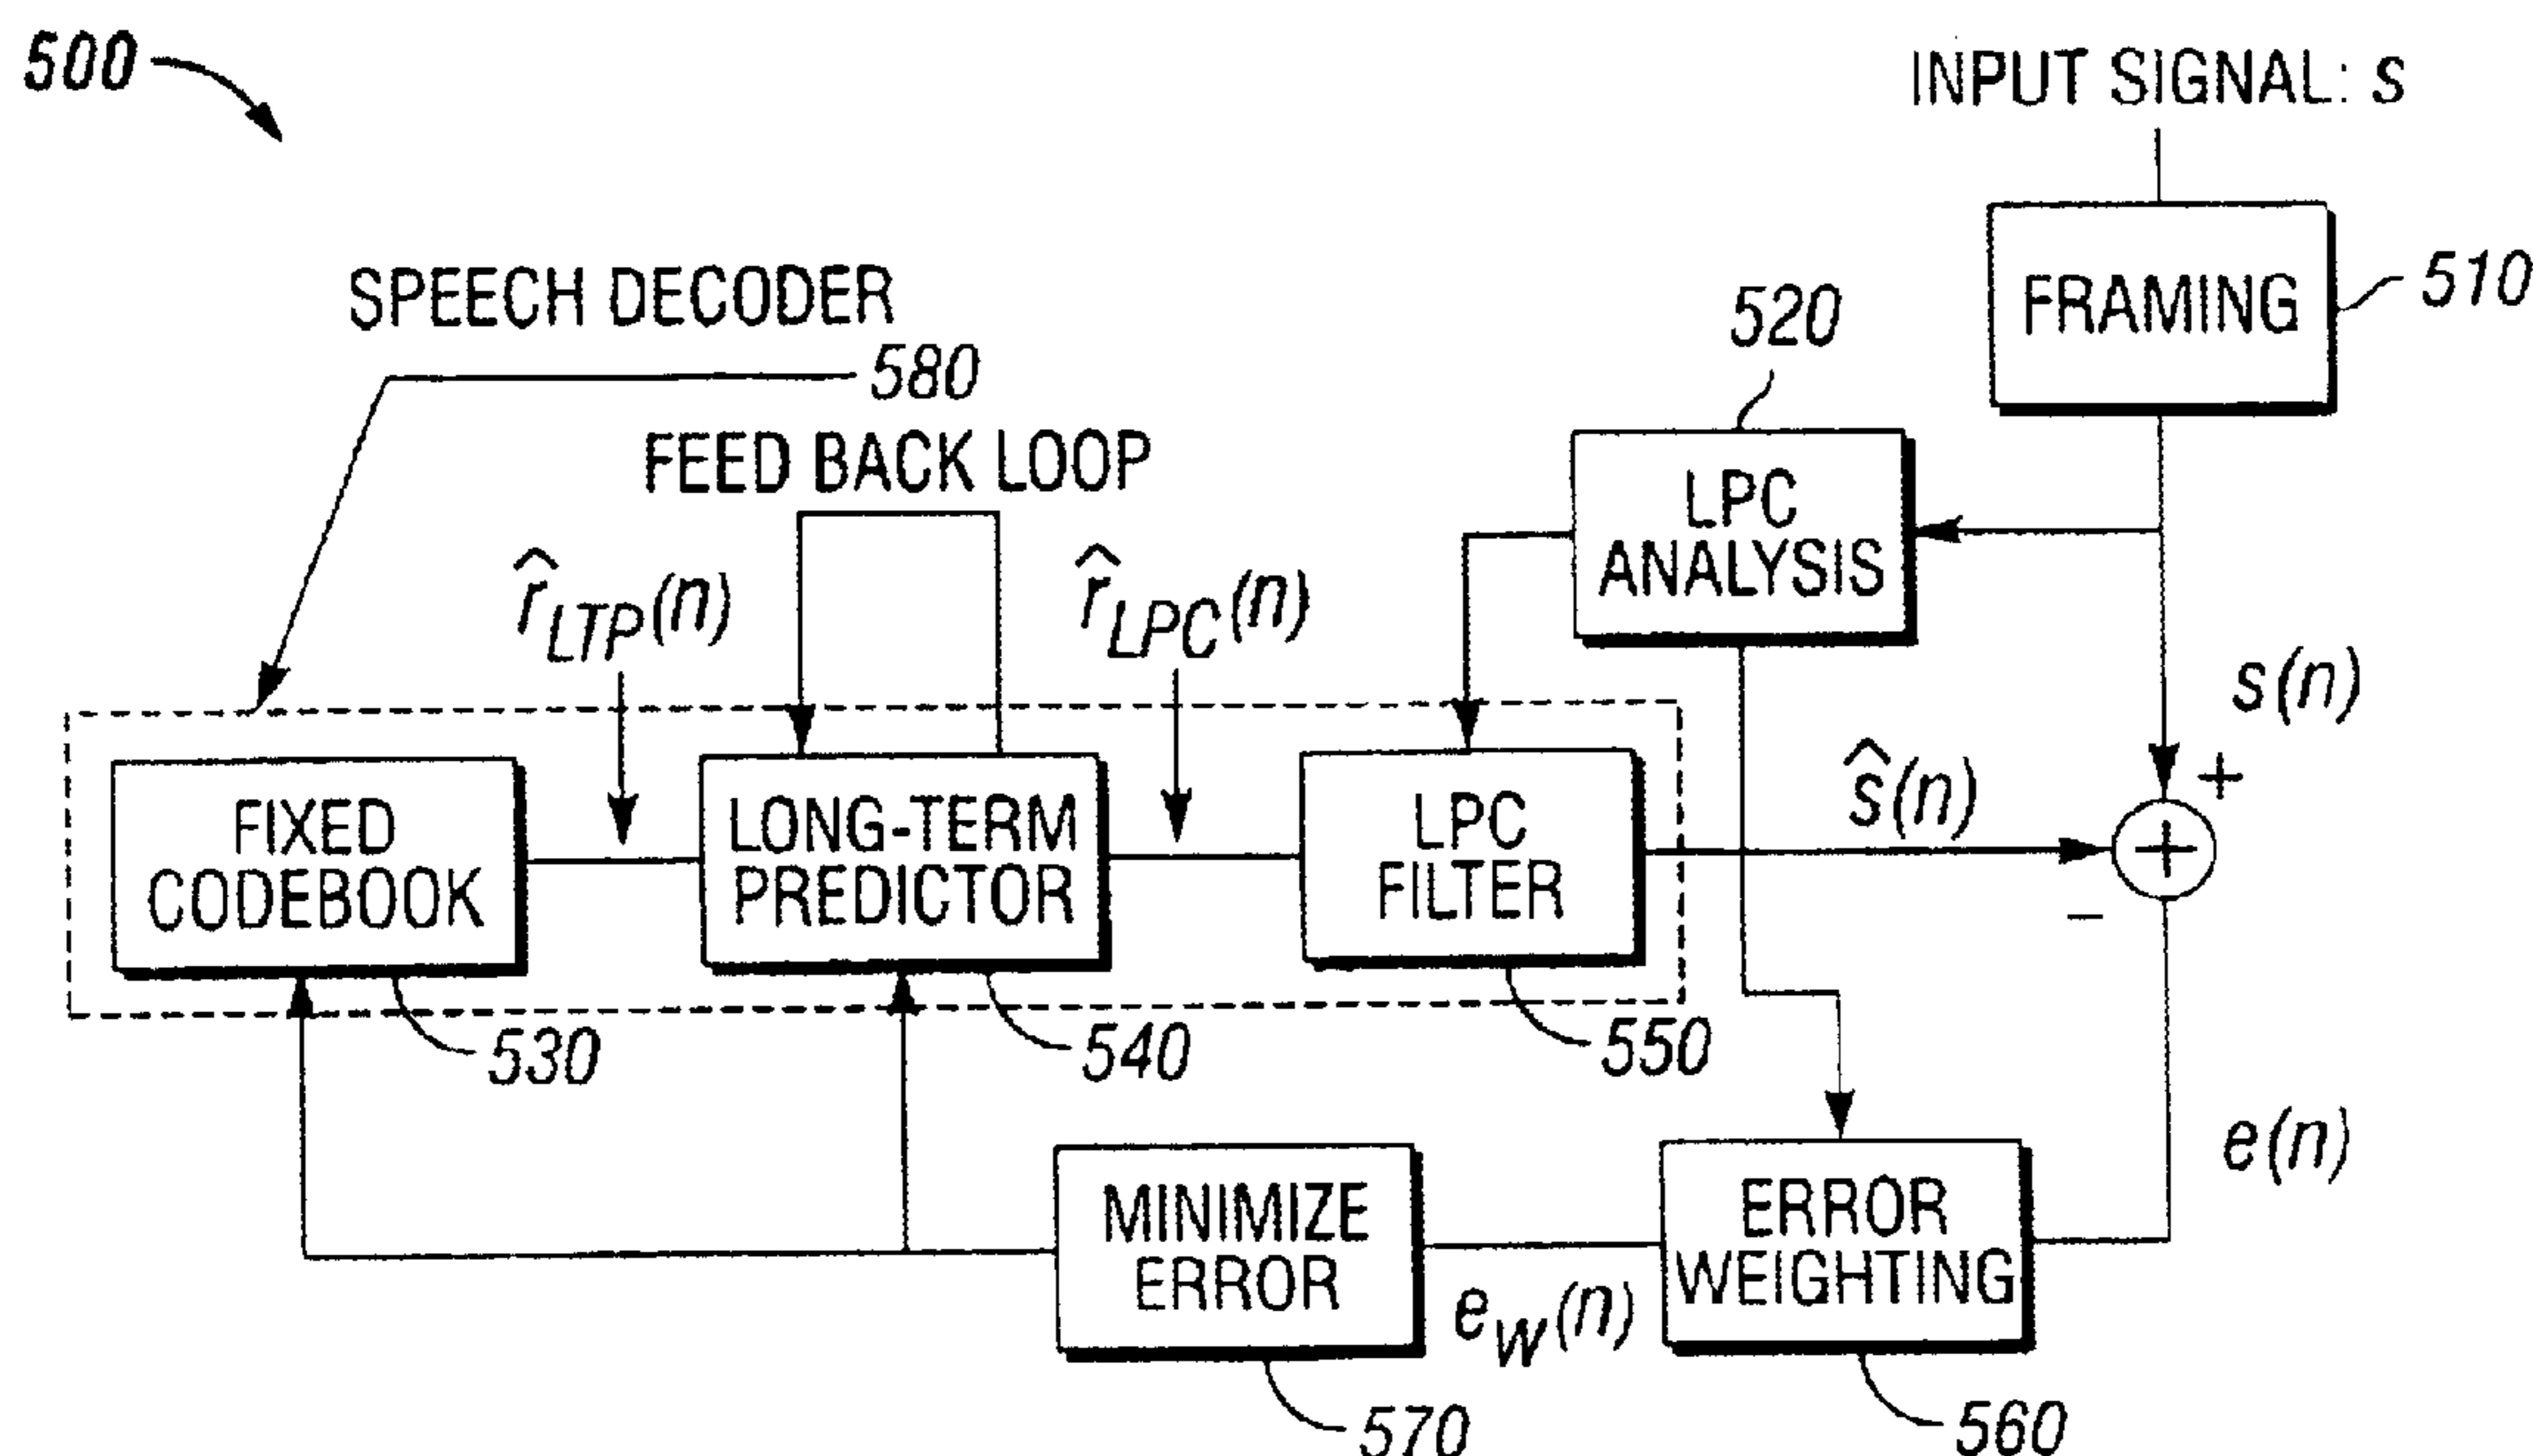 500
INPUT SIGNAL: s
FRAMING
510
SPEECH DECODER
580
520
LPC
ANALYSIS
FEED BACK LOOP
r̂LTP(n)
r̂LPC(n)
s(n)
+
ŝ(n)
+
−
FIXED
CODEBOOK
530
LONG-TERM
PREDICTOR
540
LPC
FILTER
550
e(n)
MINIMIZE
ERROR
570
eW(n)
ERROR
WEIGHTING
560